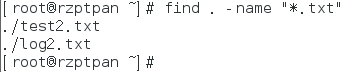 [root@rzptpan ~]# find . -name "*.txt"
./test2.txt
./log2.txt
[root@rzptpan ~]#